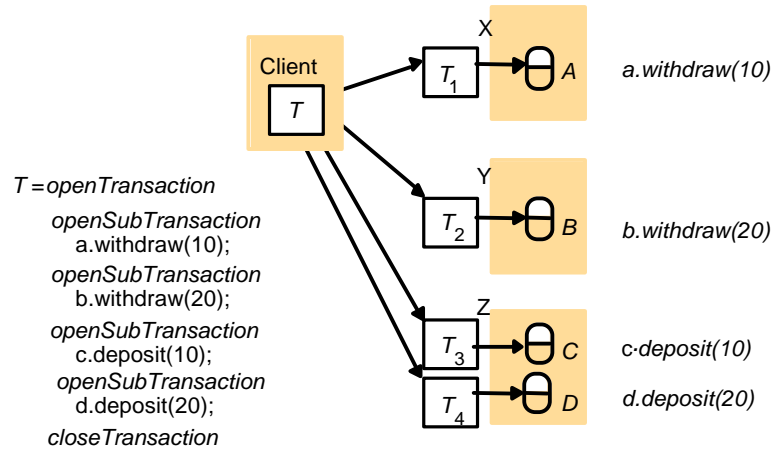 Client
T
X
T1
A
a.withdraw(10)
Y
T2
B
b.withdraw(20)
Z
T3
C
c·deposit(10)
T4
D
d.deposit(20)
T =openTransaction
openSubTransaction
a.withdraw(10);
openSubTransaction
b.withdraw(20);
openSubTransaction
c.deposit(10);
openSubTransaction
d.deposit(20);
closeTransaction